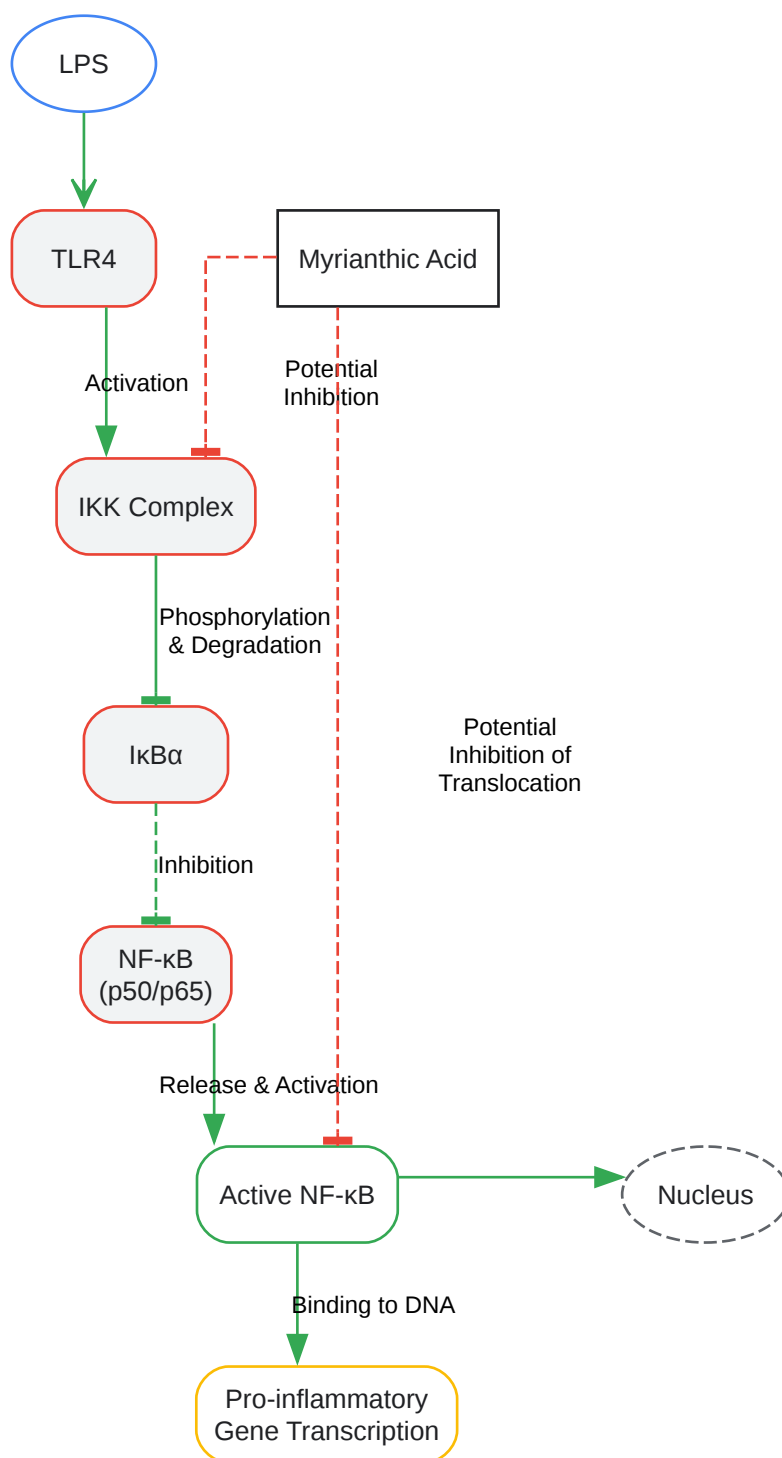 LPS
TLR4
Myrianthic Acid
Activation
Potential
Inhibition
IKK Complex
Phosphorylation
& Degradation
IκBα
Potential
Inhibition of
Translocation
Inhibition
NF-κB
(p50/p65)
Release & Activation
Active NF-κB
Nucleus
Binding to DNA
Pro-inflammatory
Gene Transcription